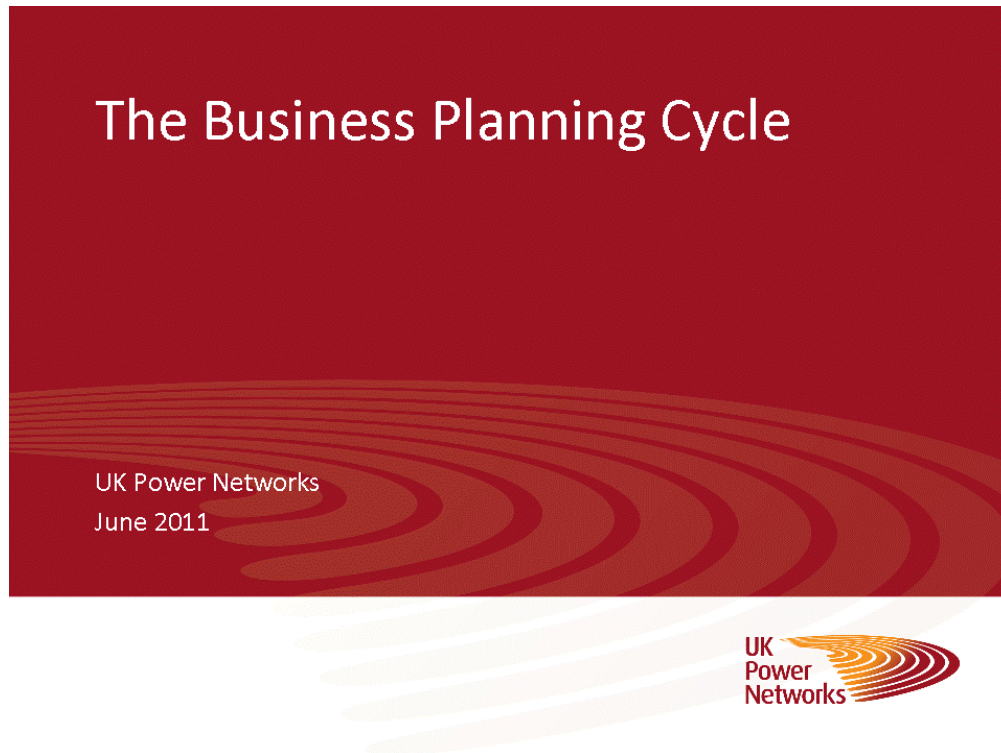 The Business Planning Cycle
UK Power Networks
June 2011
UK
Power
Networks